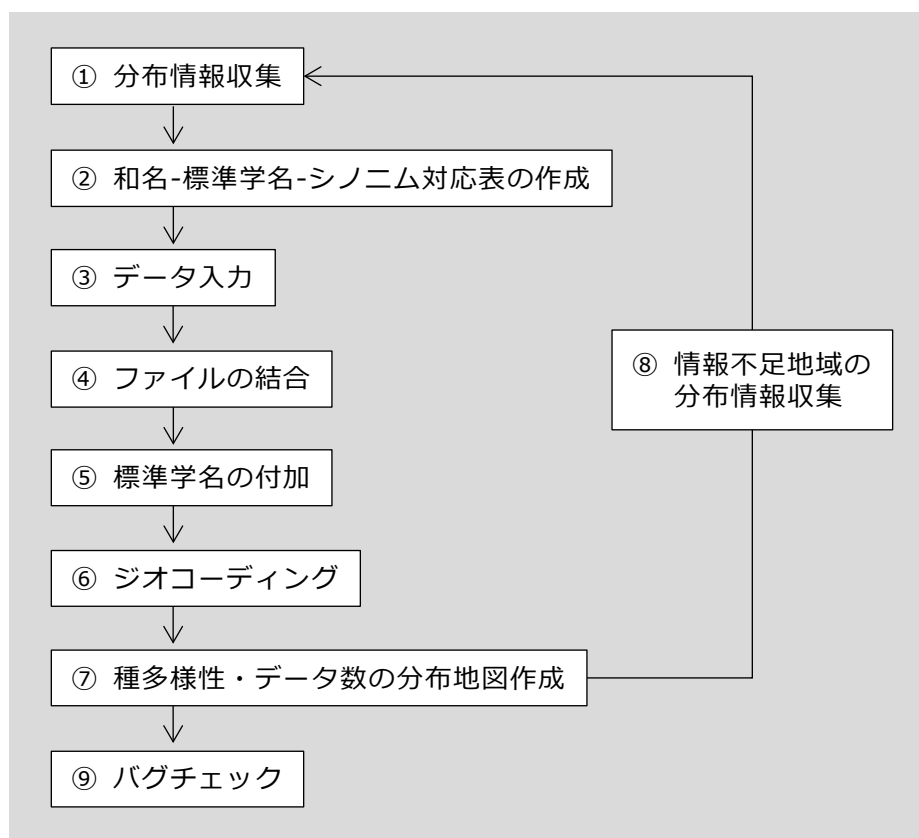 ① 分布情報収集
② 和名-標準学名-シノニム対応表の作成
③ データ入力
④ ファイルの結合
⑤ 標準学名の付加
⑥ ジオコーディング
⑦ 種多様性・データ数の分布地図作成
⑧ 情報不足地域の
分布情報収集
⑨ バグチェック